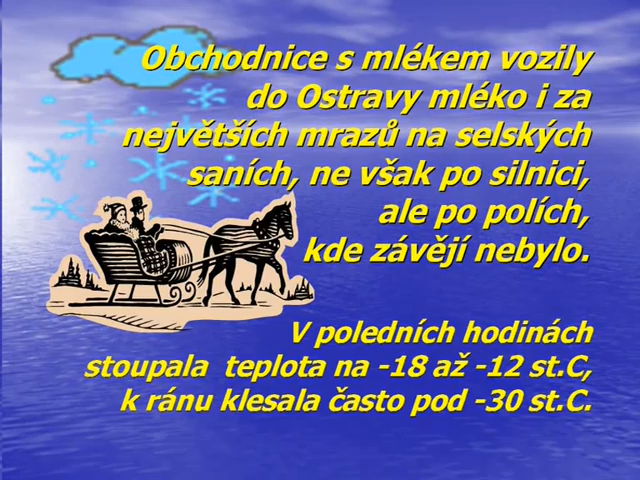 Obchodnice s mlékem vozily
do Ostravy mléko i za
největších mrazů na selských
saních, ne však po silnici,
ale po polích,
kde závějí nebylo.
V poledních hodinách
stoupala teplota na -18 až -12 st.C,
k ránu klesala často pod -30 st.C.